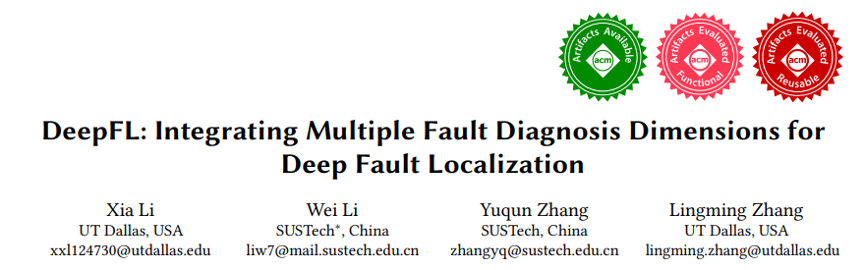 Artifacts Available
acm
Artifacts Evaluated
acm
Functional
Artifacts Evaluated
acm
Reusable
DeepFL: Integrating Multiple Fault Diagnosis Dimensions for
Deep Fault Localization
Xia Li Wei Li Yuqun Zhang Lingming Zhang
UT Dallas, USA SUSTech*, China SUSTech, China UT Dallas, USA
xxl124730@utdallas.edu liw7@mail.sustech.edu.cn zhangyq@sustech.edu.cn lingming.zhang@utdallas.edu